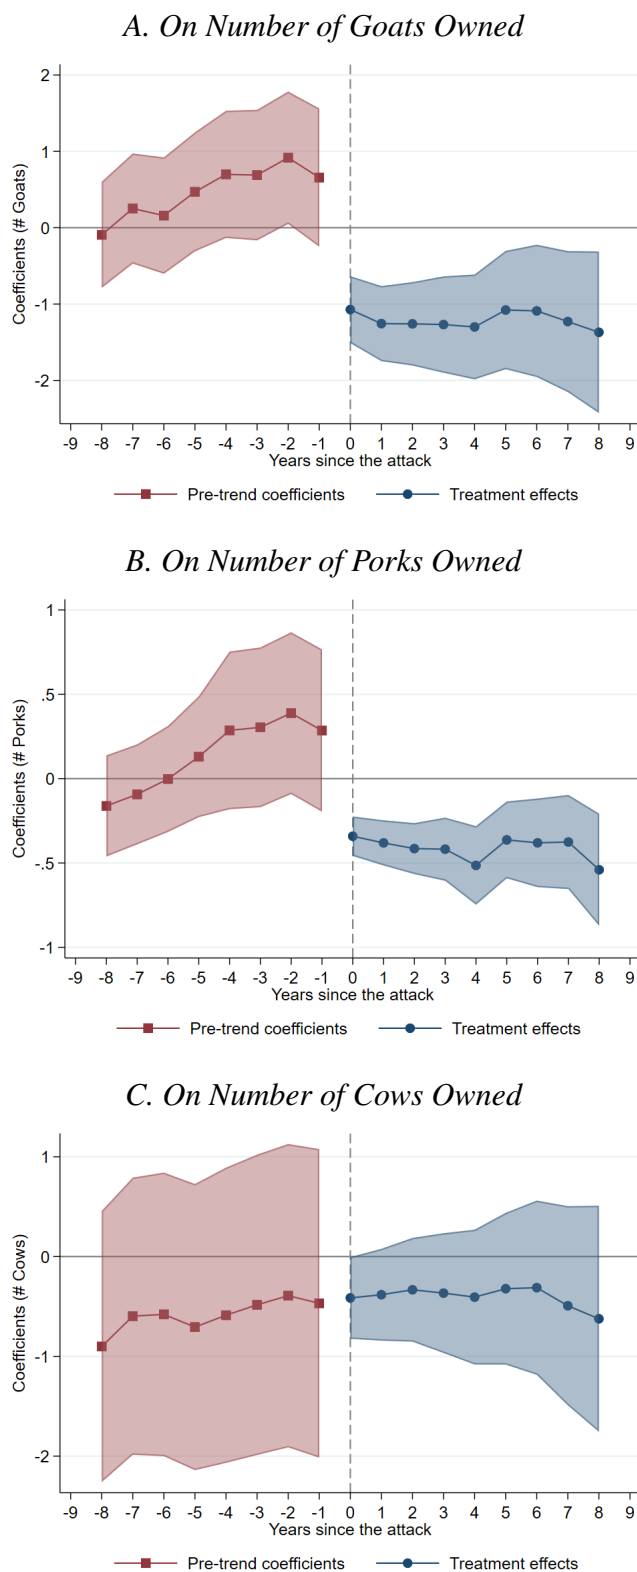 A. On Number of Goats Owned
Coefficients (# Goats)
2
1
0
-1
-2
-9 -8 -7 -6 -5 -4 -3 -2 -1 0 1 2 3 4 5 6 7 8 9
Years since the attack
Pre-trend coefficients Treatment effects
B. On Number of Porks Owned
Coefficients (# Porks)
1
.5
0
-.5
-1
-9 -8 -7 -6 -5 -4 -3 -2 -1 0 1 2 3 4 5 6 7 8 9
Years since the attack
Pre-trend coefficients Treatment effects
C. On Number of Cows Owned
Coefficients (# Cows)
1
0
-1
-2
-9 -8 -7 -6 -5 -4 -3 -2 -1 0 1 2 3 4 5 6 7 8 9
Years since the attack
Pre-trend coefficients Treatment effects